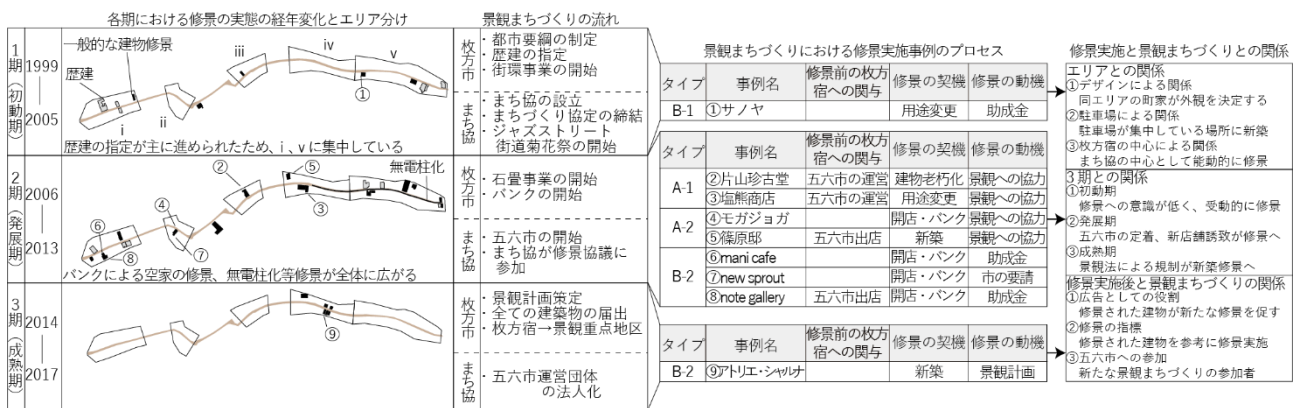 各期における修景の実態の経年変化とエリア分け
景観まちづくりの流れ
1期(初動期)
1999
2005
一般的な建物修景
歴建
i
ii
iii
iv
v
①
歴建の指定が主に進められたため、i、vに集中している
枚方市
・都市要綱の制定
・歴建の指定
・街環事業の開始
まち協
・まち協の設立
・まちづくり協定の締結
・ジャズストリート
街道菊花祭の開始
2期(発展期)
2006
2013
②
③
④
⑤
⑥
⑦
⑧
無電柱化
バンクによる空家の修景、無電柱化等修景が全体に広がる
枚方市
・石畳事業の開始
・バンクの開始
まち協
・五六市の開始
・まち協が修景協議に
参加
3期(成熟期)
2014
2017
⑨
枚方市
・景観計画策定
・全ての建築物の届出
・枚方宿→景観重点地区
まち協
・五六市運営団体
の法人化
景観まちづくりにおける修景実施事例のプロセス
タイプ 事例名 修景前の枚方宿への関与 修景の契機 修景の動機
B-1 ①サノヤ 用途変更 助成金
タイプ 事例名 修景前の枚方宿への関与 修景の契機 修景の動機
A-1 ②片山珍古堂 五六市の運営 建物老朽化 景観への協力
③塩熊商店 五六市の運営 用途変更 景観への協力
A-2 ④モガジョガ 開店・バンク 景観への協力
⑤篠原邸 五六市出店 新築 景観への協力
B-2 ⑥mani cafe 開店・バンク 助成金
⑦new sprout 開店・バンク 市の要請
⑧note gallery 五六市出店 開店・バンク 助成金
タイプ 事例名 修景前の枚方宿への関与 修景の契機 修景の動機
B-2 ⑨アトリエ・シャルナ 新築 景観計画
修景実施と景観まちづくりとの関係
エリアとの関係
①デザインによる関係
同エリアの町家が外観を決定する
②駐車場による関係
駐車場が集中している場所に新築
③枚方宿の中心による関係
まち協の中心として能動的に修景
3期との関係
①初動期
修景への意識が低く、受動的に修景
②発展期
五六市の定着、新店舗誘致が修景へ
③成熟期
景観法による規制が新築修景へ
修景実施後と景観まちづくりの関係
①広告としての役割
修景された建物が新たな修景を促す
②修景の指標
修景された建物を参考に修景実施
③五六市への参加
新たな景観まちづくりの参加者